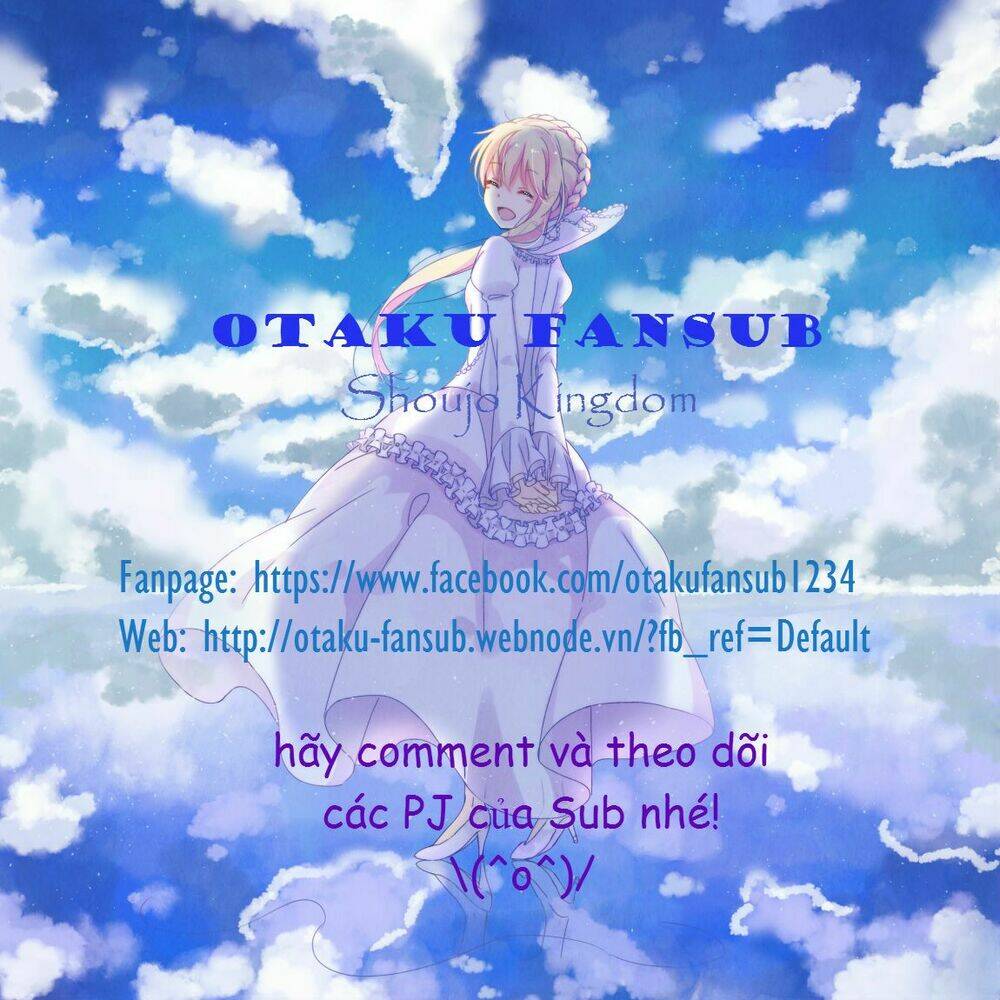 OTAKU FANSUB
Shoujo Kingdom
Fanpage: https://www.facebook.com/otakufansub1234
Web: http://otaku-fansub.webnode.vn/?fb_ref=Default
hãy comment và theo dõi
các PJ của Sub nhé!
\(^o^)/